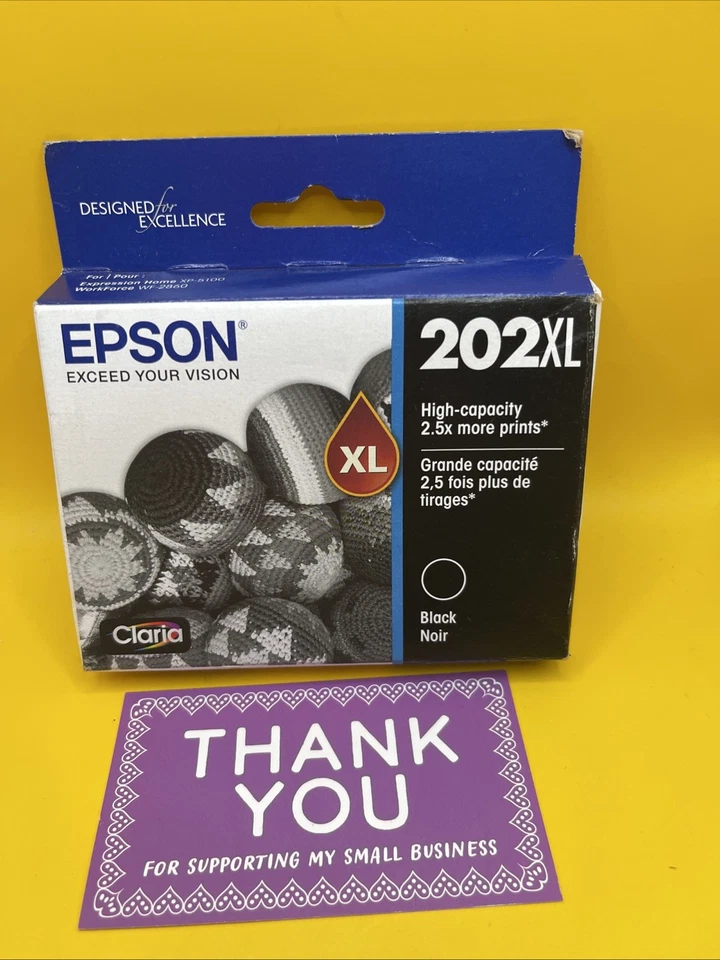 DESIGNED for
EXCELLENCE
For / Pour :
Expression Home XP-5100
WorkForce WF-2860
EPSON®
EXCEED YOUR VISION
202XL
High-capacity
2.5x more prints*
Grande capacité
2,5 fois plus de
tirages*
XL
Black
Noir
Claria
THANK
YOU
FOR SUPPORTING MY SMALL BUSINESS